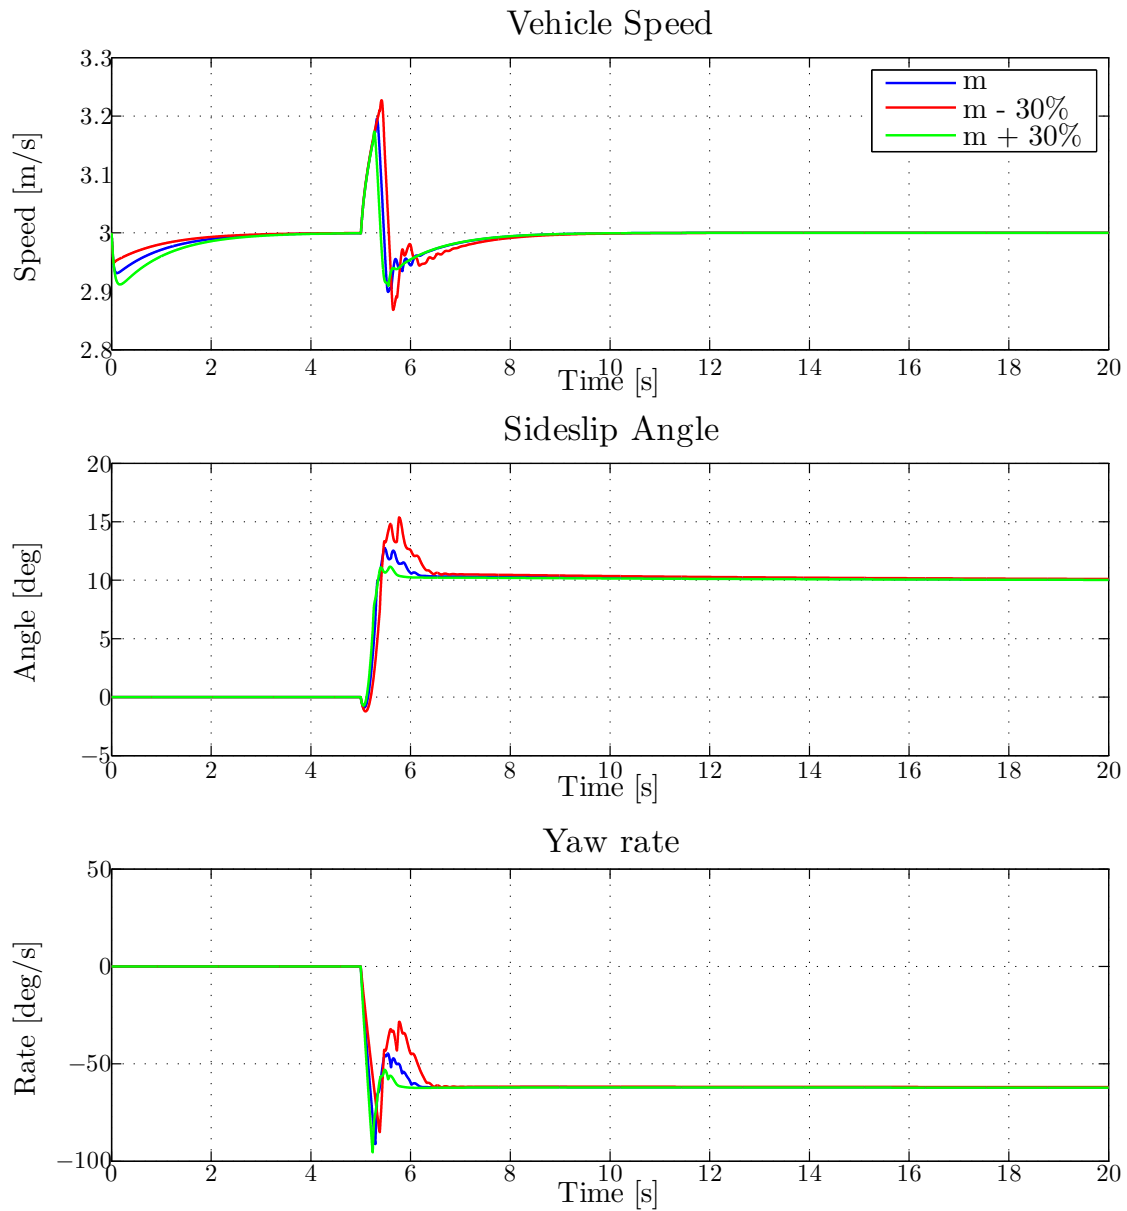 Vehicle Speed
Speed [m/s]
3.3
3.2
3.1
3
2.9
2.8
m
m - 30%
m + 30%
0 2 4 6 8 10 12 14 16 18 20
Time [s]
Sideslip Angle
Angle [deg]
20
15
10
5
0
−5
0 2 4 6 8 10 12 14 16 18 20
Time [s]
Yaw rate
Rate [deg/s]
50
0
−50
−100
0 2 4 6 8 10 12 14 16 18 20
Time [s]